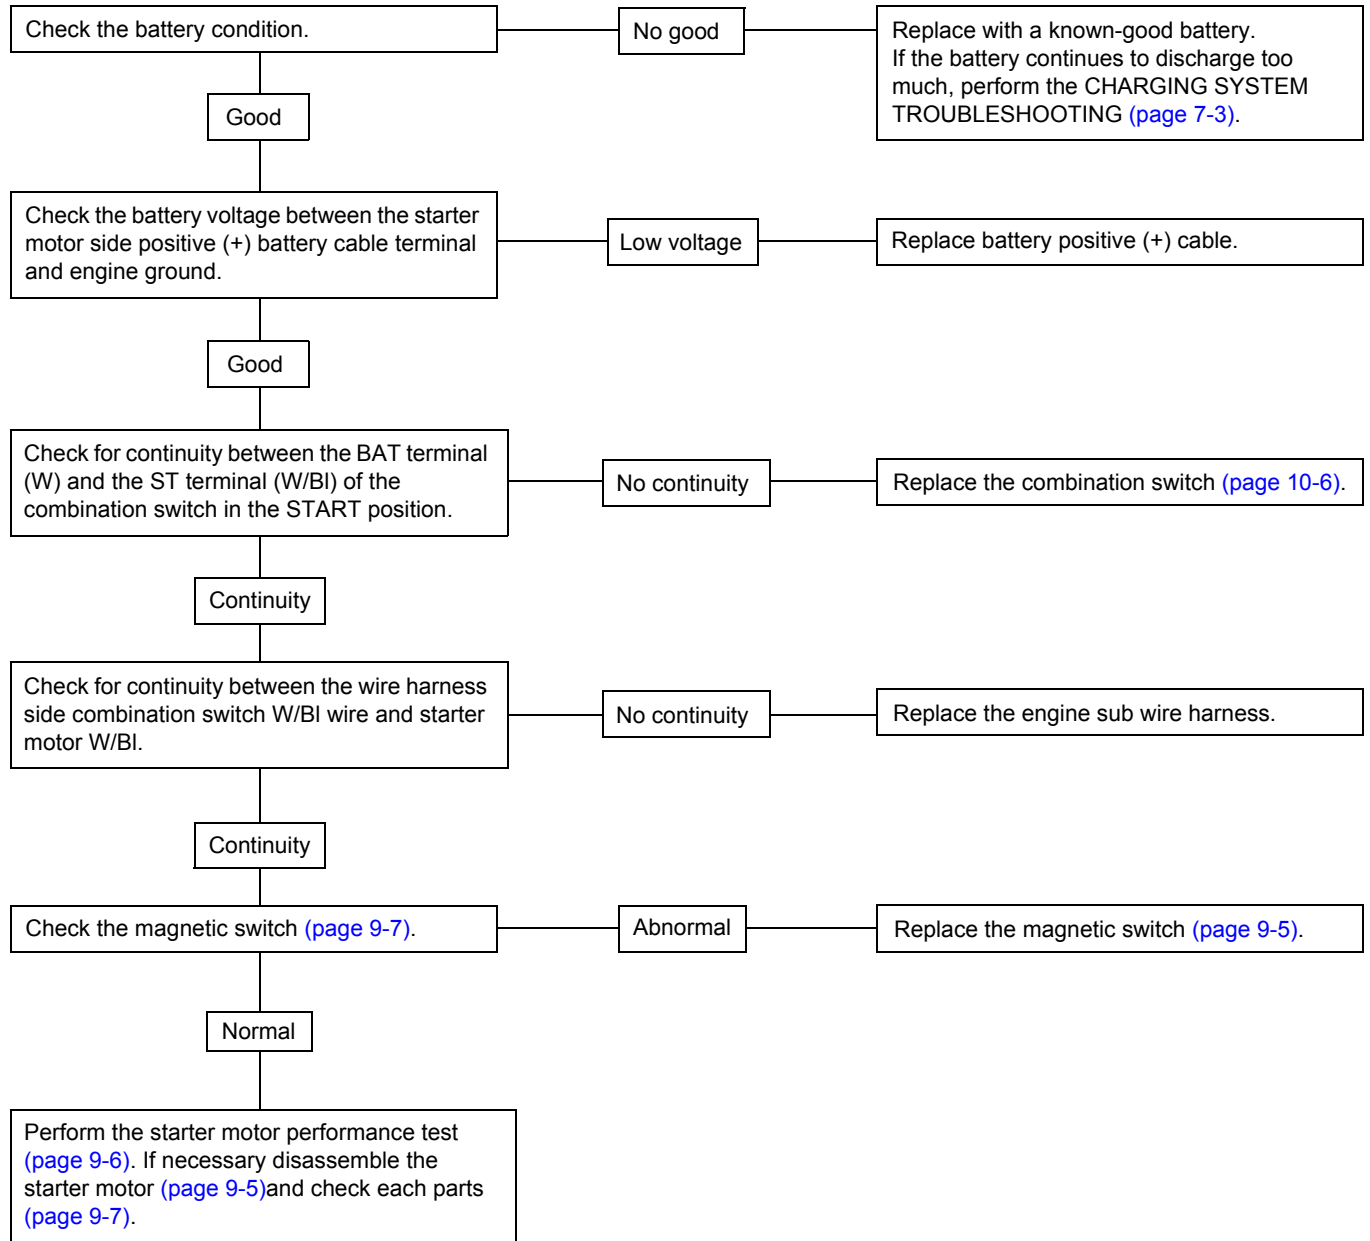 Check the battery condition.
No good
Replace with a known-good battery.
If the battery continues to discharge too
much, perform the CHARGING SYSTEM
TROUBLESHOOTING (page 7-3).
Good
Check the battery voltage between the starter
motor side positive (+) battery cable terminal
and engine ground.
Low voltage
Replace battery positive (+) cable.
Good
Check for continuity between the BAT terminal
(W) and the ST terminal (W/Bl) of the
combination switch in the START position.
No continuity
Replace the combination switch (page 10-6).
Continuity
Check for continuity between the wire harness
side combination switch W/Bl wire and starter
motor W/Bl.
No continuity
Replace the engine sub wire harness.
Continuity
Check the magnetic switch (page 9-7).
Abnormal
Replace the magnetic switch (page 9-5).
Normal
Perform the starter motor performance test
(page 9-6). If necessary disassemble the
starter motor (page 9-5)and check each parts
(page 9-7).